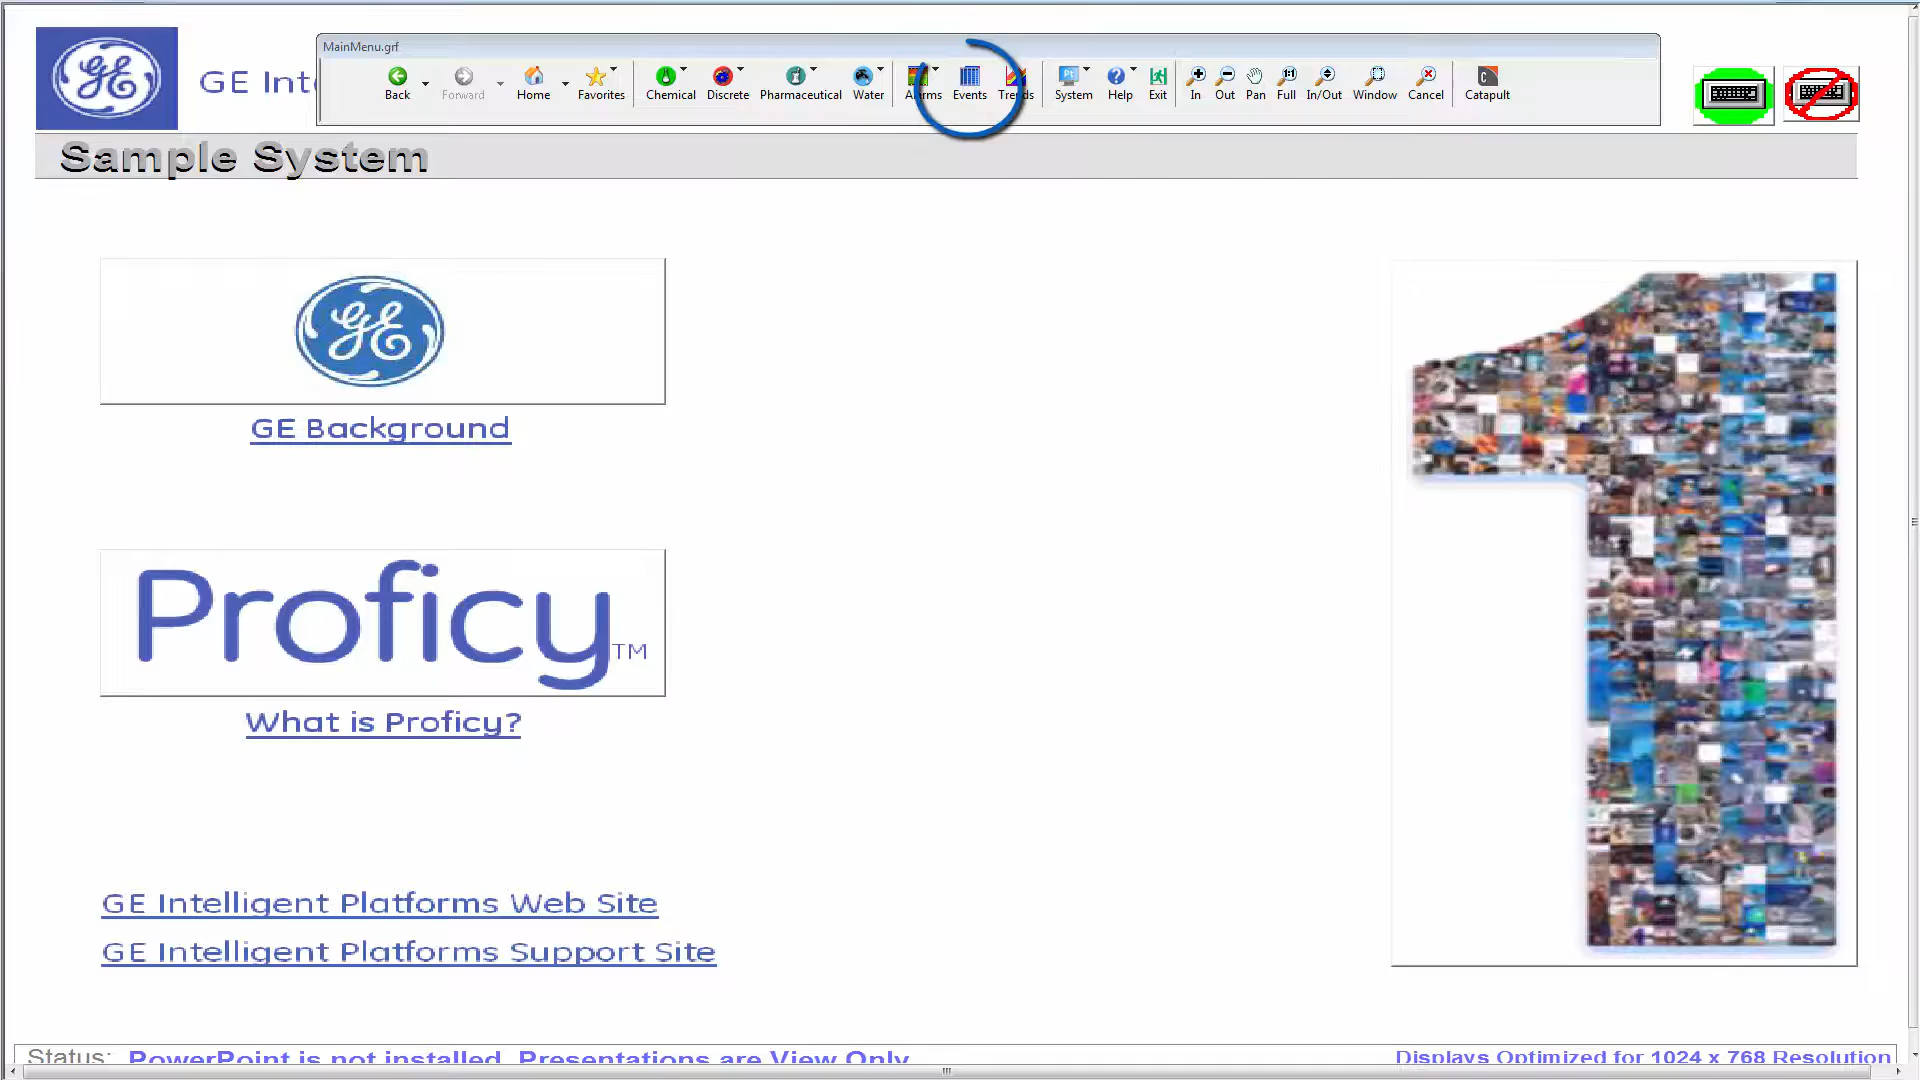 MainMenu.grf
GE Int
Back Forward Home Favorites Chemical Discrete Pharmaceutical Water Alarms Events Trends System Help Exit In Out Pan Full In/Out Window Cancel Catapult
Sample System
GE Background
Proficy TM
What is Proficy?
GE Intelligent Platforms Web Site
GE Intelligent Platforms Support Site
Status: PowerPoint is not installed. Presentations are View Only
Displays Optimized for 1024 x 768 Resolution